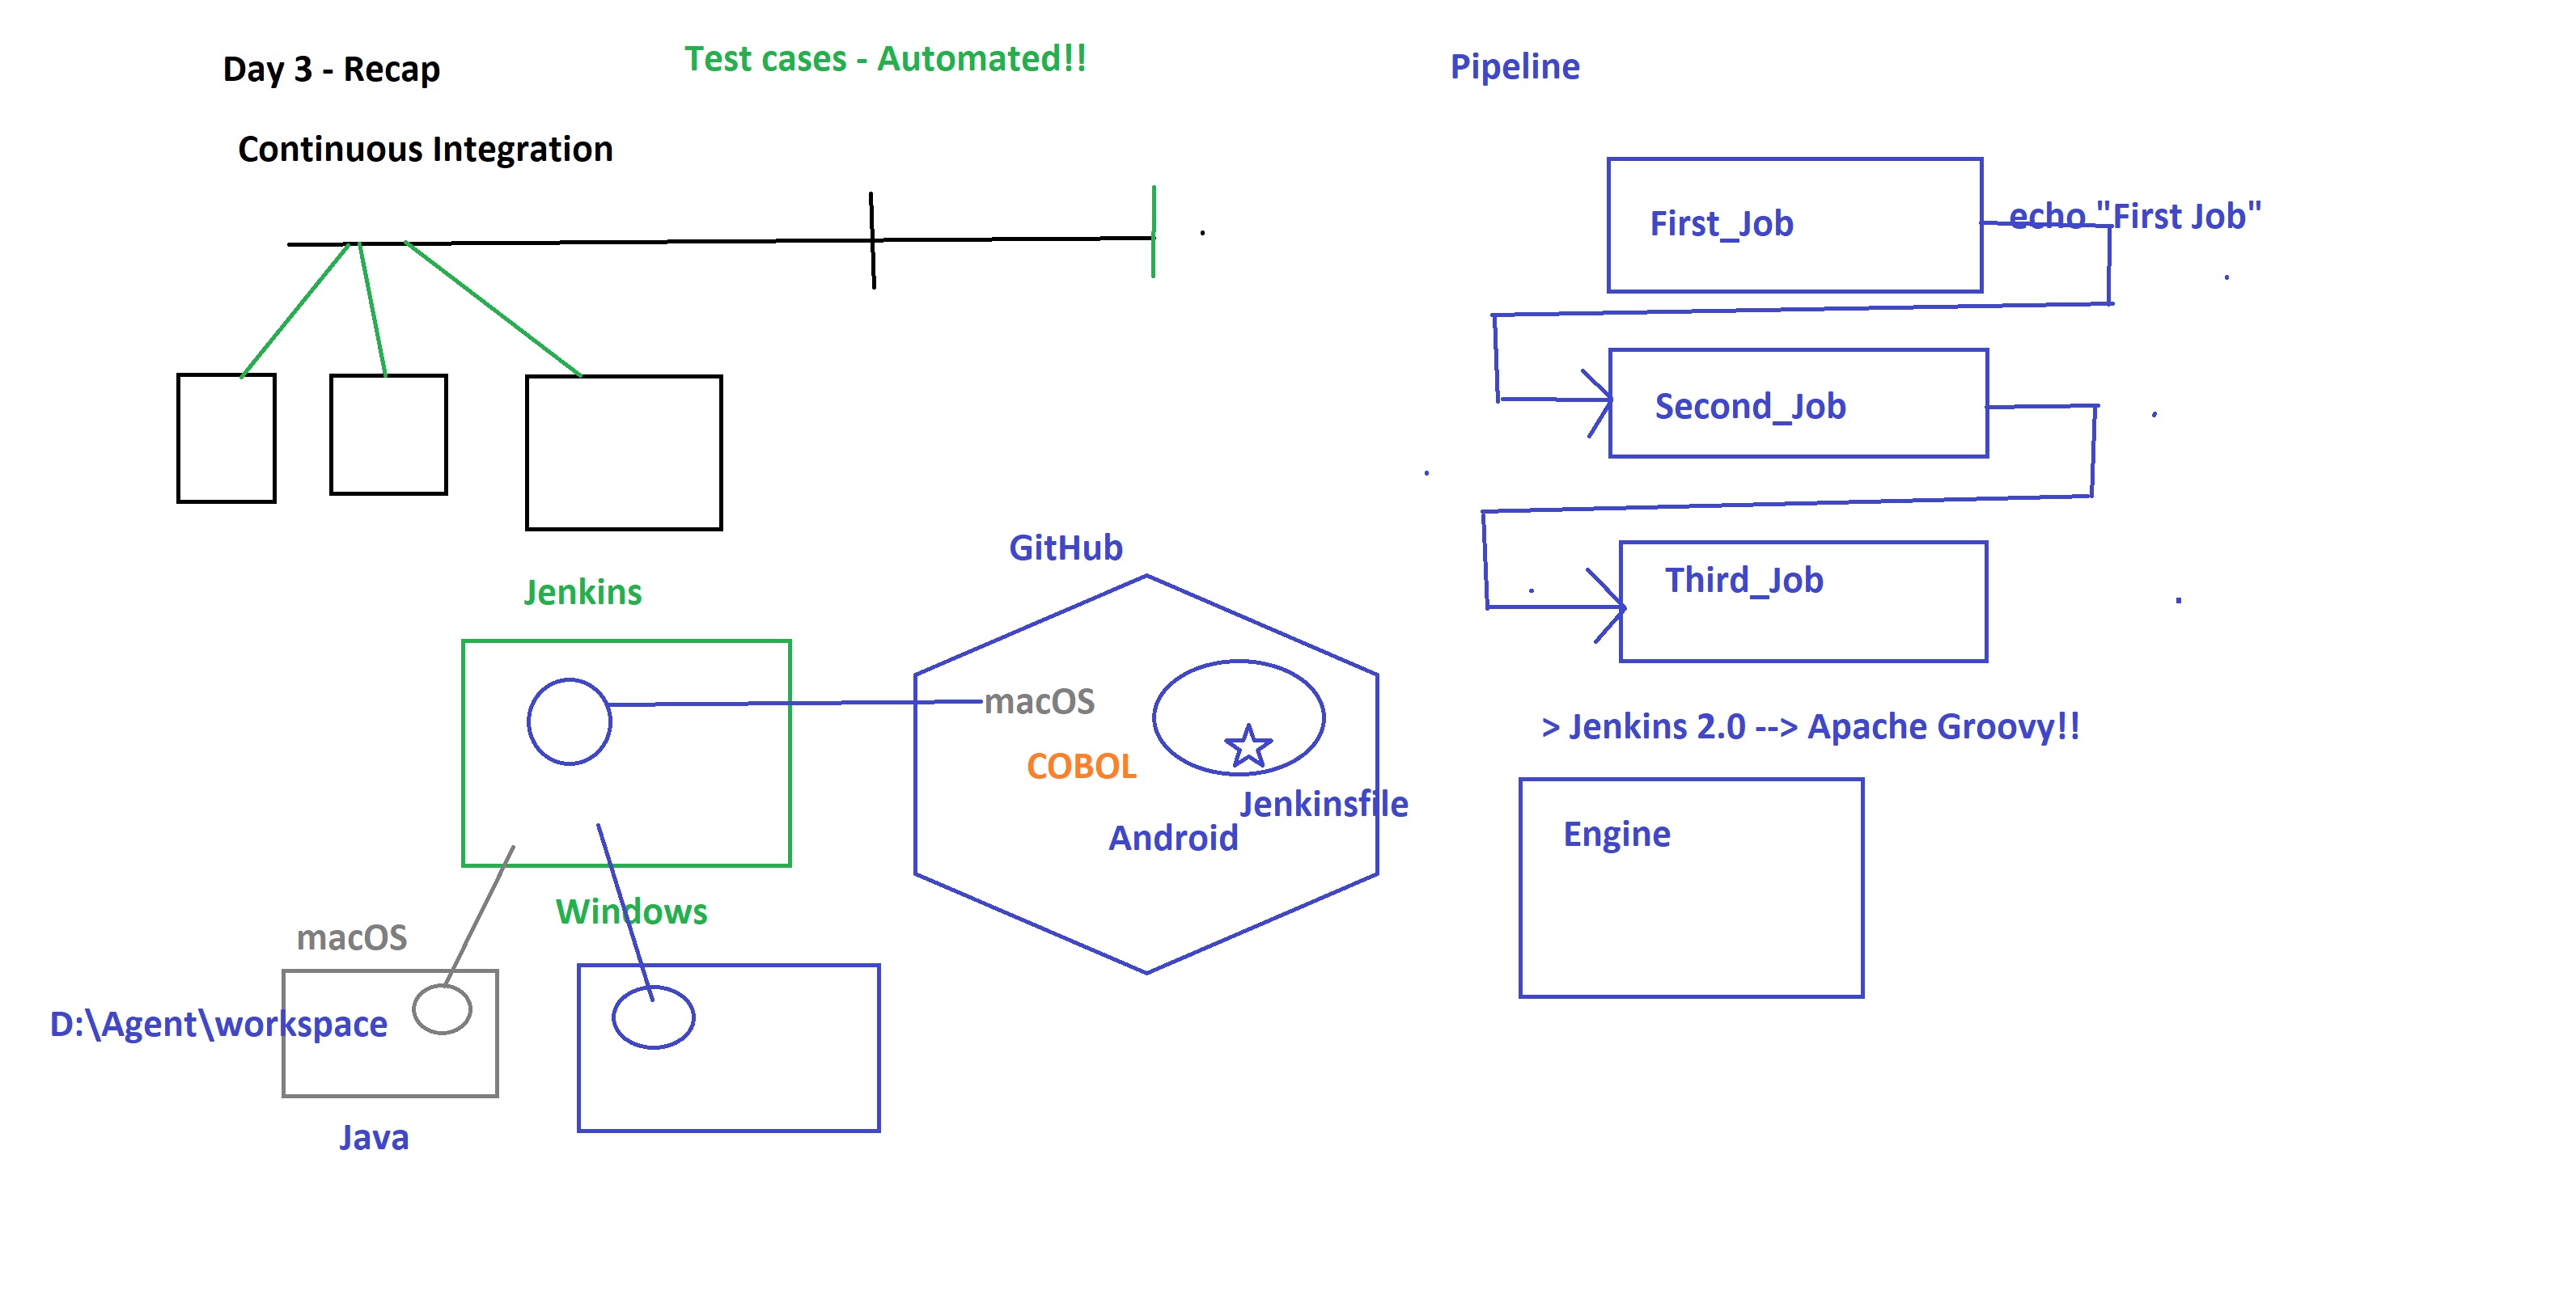 Day 3 - Recap
Test cases - Automated!!
Pipeline
Continuous Integration
First_Job
echo "First Job"
Second_Job
GitHub
Third_Job
Jenkins
macOS
COBOL
Jenkinsfile
Android
> Jenkins 2.0 --> Apache Groovy!!
Engine
Windows
macOS
D:\Agent\workspace
Java